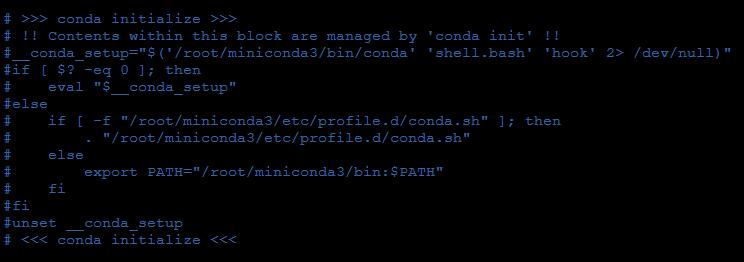 # >>> conda initialize >>>
# !! Contents within this block are managed by 'conda init' !!
#__conda_setup="$('/root/miniconda3/bin/conda' 'shell.bash' 'hook' 2> /dev/null)"
#if [ $? -eq 0 ]; then
#    eval "$__conda_setup"
#else
#    if [ -f "/root/miniconda3/etc/profile.d/conda.sh" ]; then
#        . "/root/miniconda3/etc/profile.d/conda.sh"
#    else
#        export PATH="/root/miniconda3/bin:$PATH"
#    fi
#fi
#unset __conda_setup
# <<< conda initialize <<<